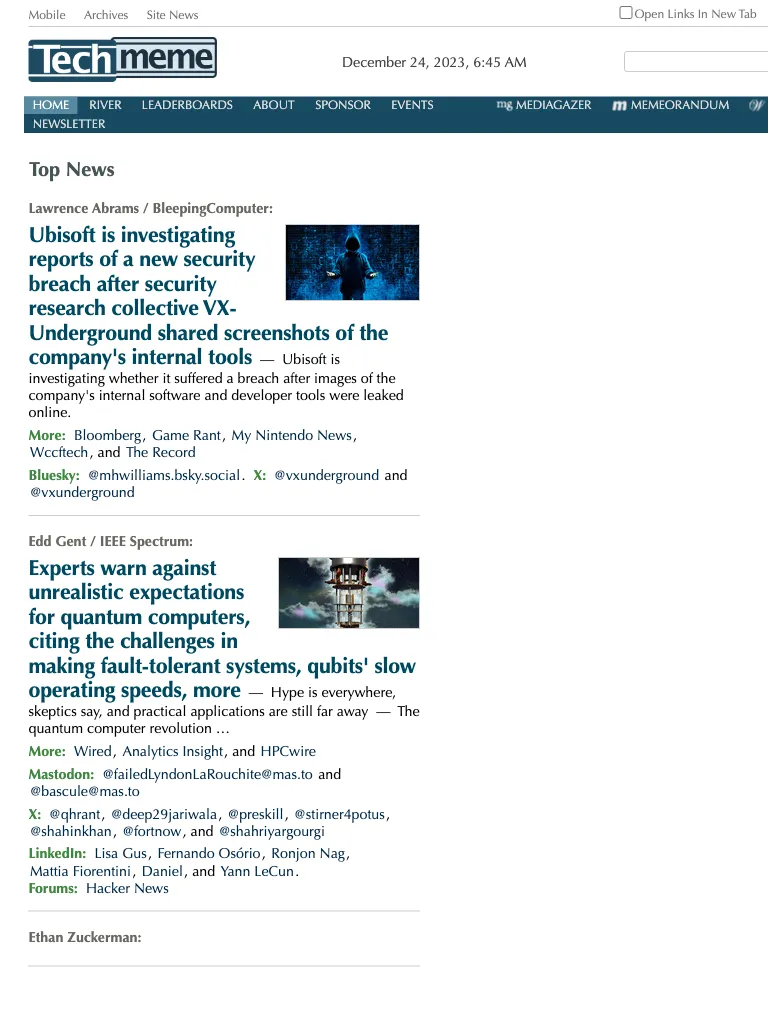 Mobile Archives Site News Open Links In New Tab
Techmeme December 24, 2023, 6:45 AM
HOME RIVER LEADERBOARDS ABOUT SPONSOR EVENTS mg MEDIAGAZER m MEMEORANDUM W
NEWSLETTER
Top News
Lawrence Abrams / BleepingComputer:
Ubisoft is investigating
reports of a new security
breach after security
research collective VX-
Underground shared screenshots of the
company's internal tools — Ubisoft is
investigating whether it suffered a breach after images of the
company's internal software and developer tools were leaked
online.
More: Bloomberg, Game Rant, My Nintendo News,
Wccftech, and The Record
Bluesky: @mhwilliams.bsky.social. X: @vxunderground and
@vxunderground
Edd Gent / IEEE Spectrum:
Experts warn against
unrealistic expectations
for quantum computers,
citing the challenges in
making fault-tolerant systems, qubits' slow
operating speeds, more — Hype is everywhere,
skeptics say, and practical applications are still far away — The
quantum computer revolution …
More: Wired, Analytics Insight, and HPCwire
Mastodon: @failedLyndonLaRouchite@mas.to and
@bascule@mas.to
X: @qhrant, @deep29jariwala, @preskill, @stirner4potus,
@shahinkhan, @fortnow, and @shahriyargourgi
LinkedIn: Lisa Gus, Fernando Osório, Ronjon Nag,
Mattia Fiorentini, Daniel, and Yann LeCun.
Forums: Hacker News
Ethan Zuckerman: